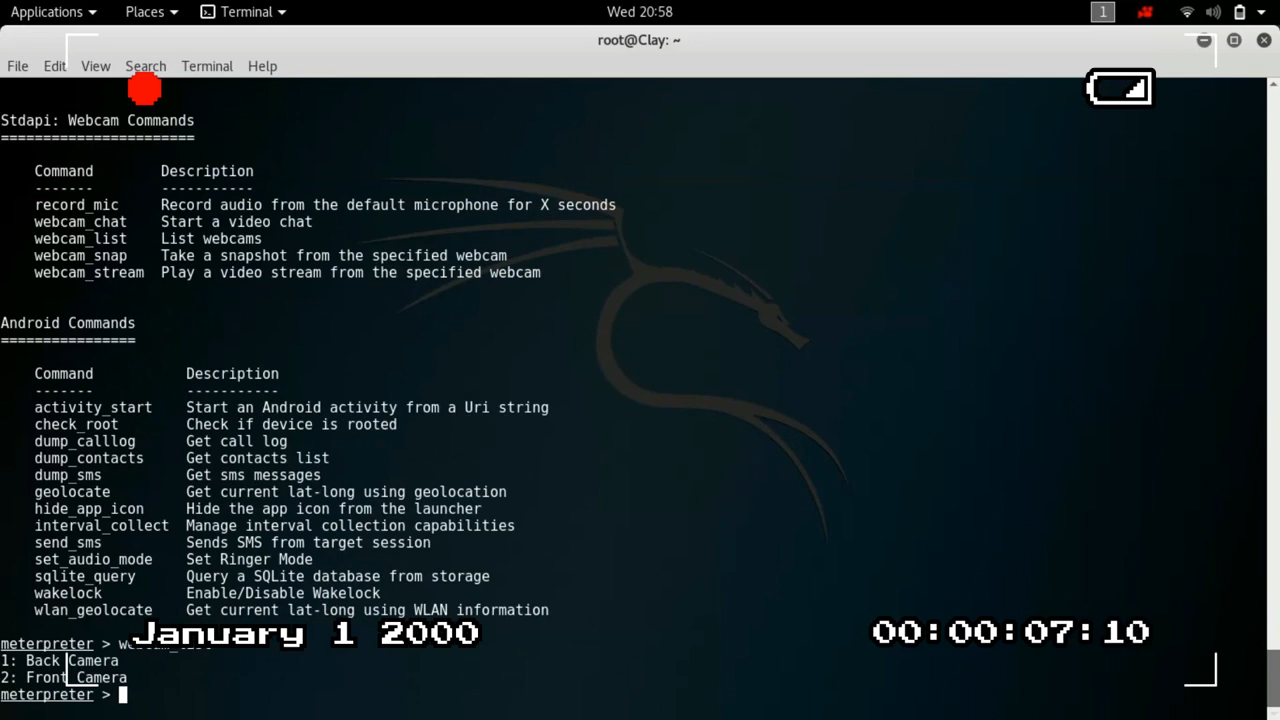 Applications Places Terminal Wed 20:58 1
root@Clay: ~
File Edit View Search Terminal Help
Stdapi: Webcam Commands
=======================
Command Description
------- -----------
record_mic Record audio from the default microphone for X seconds
webcam_chat Start a video chat
webcam_list List webcams
webcam_snap Take a snapshot from the specified webcam
webcam_stream Play a video stream from the specified webcam
Android Commands
================
Command Description
------- -----------
activity_start Start an Android activity from a Uri string
check_root Check if device is rooted
dump_calllog Get call log
dump_contacts Get contacts list
dump_sms Get sms messages
geolocate Get current lat-long using geolocation
hide_app_icon Hide the app icon from the launcher
interval_collect Manage interval collection capabilities
send_sms Sends SMS from target session
set_audio_mode Set Ringer Mode
sqlite_query Query a SQLite database from storage
wakelock Enable/Disable Wakelock
wlan_geolocate Get current lat-long using WLAN information
January 1 2000 00:00:07:10
meterpreter >
1: Back Camera
2: Front Camera
meterpreter >